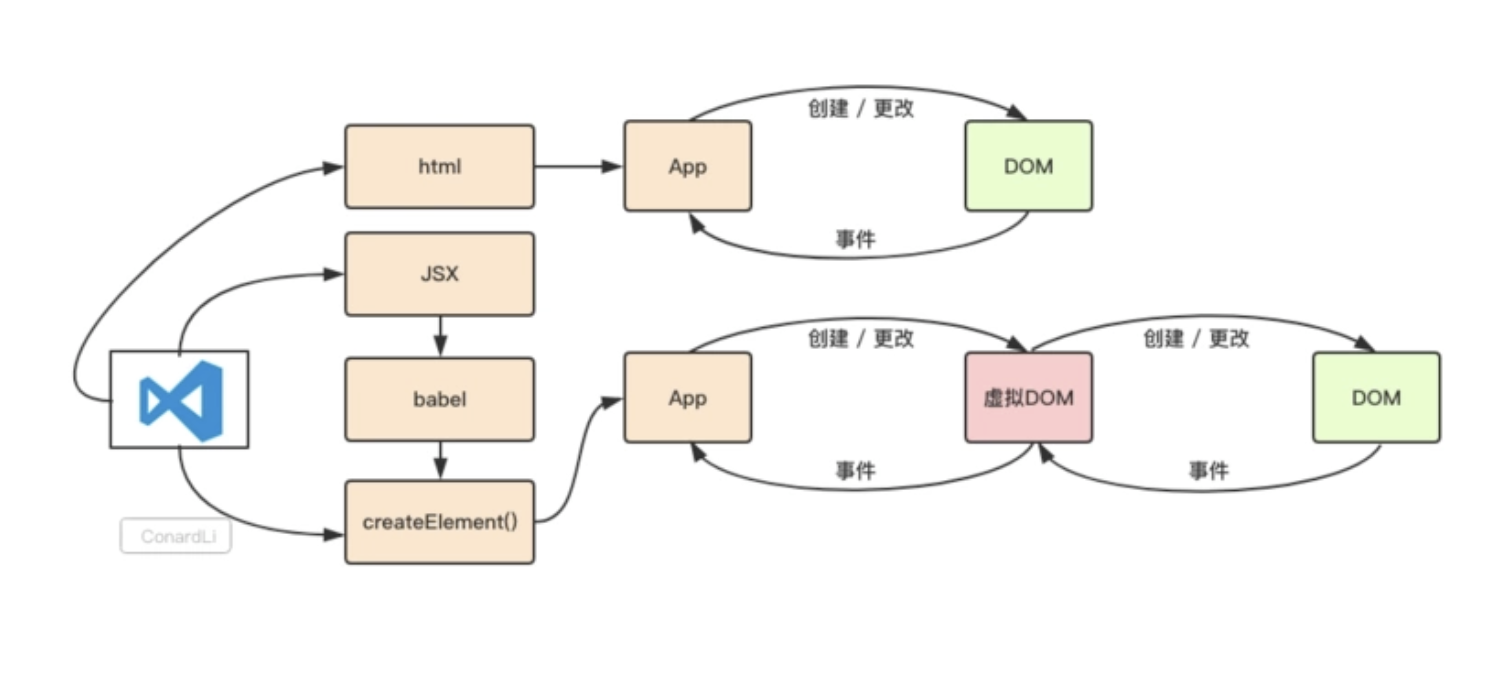 创建 / 更改
html
App
DOM
事件
JSX
创建 / 更改
创建 / 更改
babel
App
虚拟DOM
DOM
事件
事件
createElement()
ConardLi